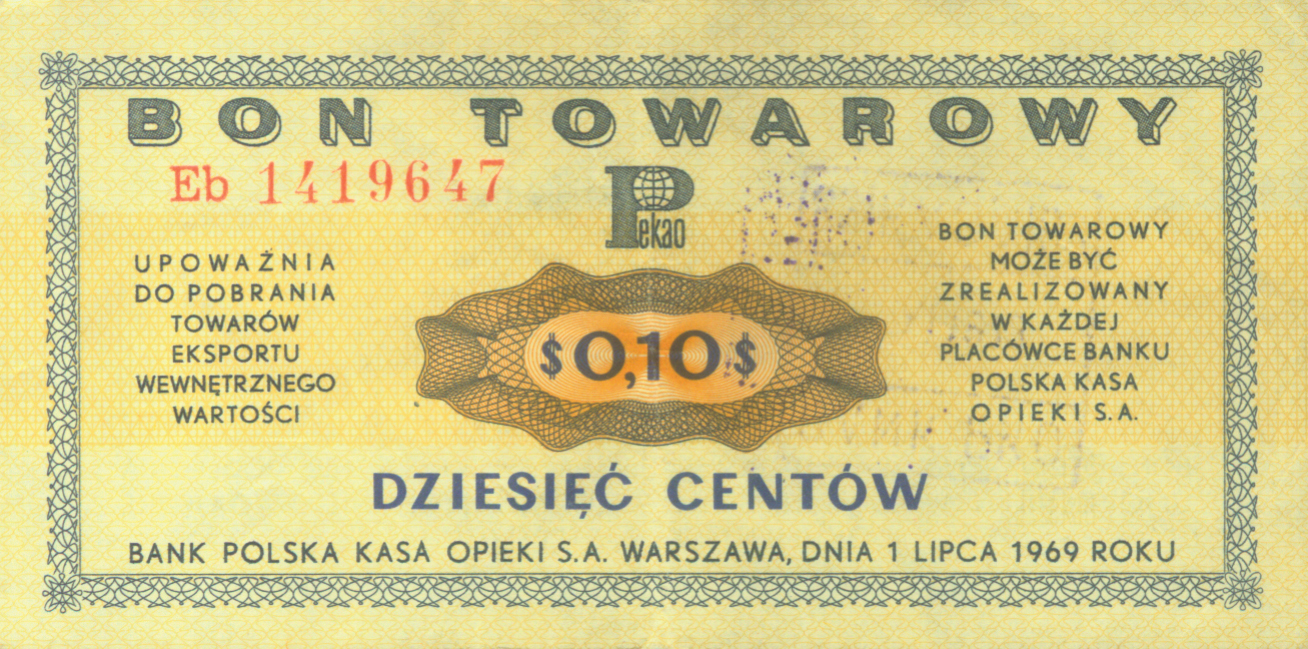 BON TOWAROWY
Eb 1419647
Pekao
UPOWAŻNIA
DO POBRANIA
TOWARÓW
EKSPORTU
WEWNĘTRZNEGO
WARTOŚCI
$0,10$
BON TOWAROWY
MOŻE BYĆ
ZREALIZOWANY
W KAŻDEJ
PLACÓWCE BANKU
POLSKA KASA
OPIEKI S.A.
DZIESIĘĆ CENTÓW
BANK POLSKA KASA OPIEKI S.A. WARSZAWA, DNIA 1 LIPCA 1969 ROKU